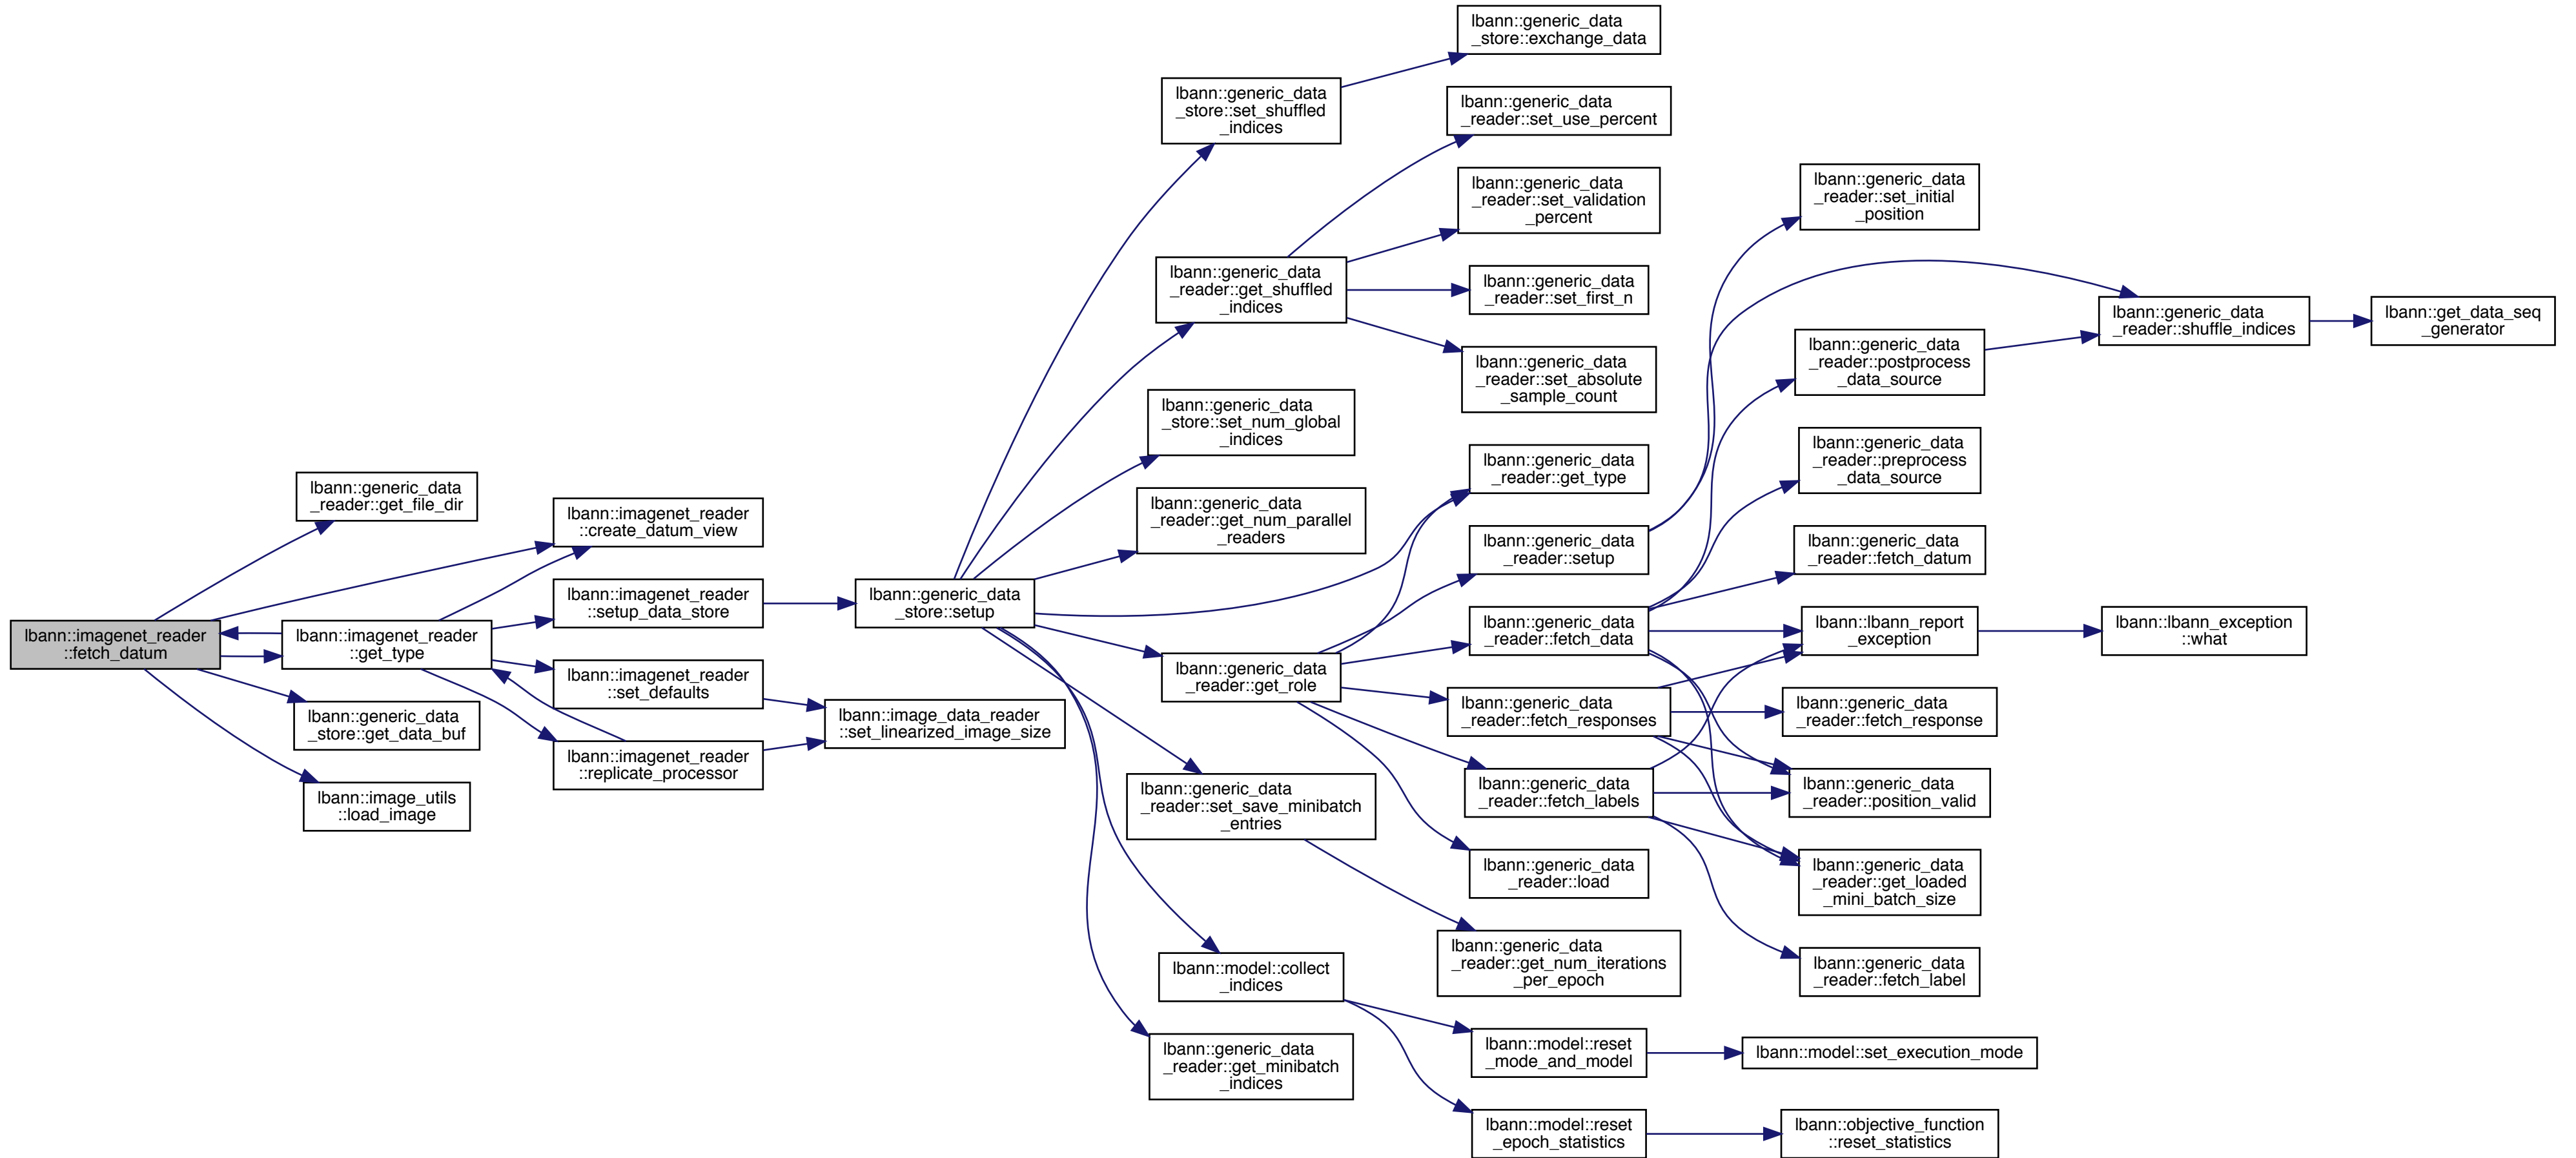 lbann::imagenet_reader
::fetch_datum
lbann::generic_data
_reader::get_file_dir
lbann::imagenet_reader
::get_type
lbann::generic_data
_store::get_data_buf
lbann::image_utils
::load_image
lbann::imagenet_reader
::create_datum_view
lbann::imagenet_reader
::setup_data_store
lbann::imagenet_reader
::set_defaults
lbann::imagenet_reader
::replicate_processor
lbann::generic_data
_store::setup
lbann::image_data_reader
::set_linearized_image_size
lbann::generic_data
_store::set_shuffled
_indices
lbann::generic_data
_reader::get_shuffled
_indices
lbann::generic_data
_store::set_num_global
_indices
lbann::generic_data
_reader::get_num_parallel
_readers
lbann::generic_data
_reader::get_role
lbann::generic_data
_reader::set_save_minibatch
_entries
lbann::model::collect
_indices
lbann::generic_data
_reader::get_minibatch
_indices
lbann::generic_data
_store::exchange_data
lbann::generic_data
_reader::set_use_percent
lbann::generic_data
_reader::set_validation
_percent
lbann::generic_data
_reader::set_first_n
lbann::generic_data
_reader::set_absolute
_sample_count
lbann::generic_data
_reader::get_type
lbann::generic_data
_reader::setup
lbann::generic_data
_reader::fetch_data
lbann::generic_data
_reader::fetch_responses
lbann::generic_data
_reader::fetch_labels
lbann::generic_data
_reader::load
lbann::generic_data
_reader::get_num_iterations
_per_epoch
lbann::model::reset
_mode_and_model
lbann::model::reset
_epoch_statistics
lbann::generic_data
_reader::set_initial
_position
lbann::generic_data
_reader::postprocess
_data_source
lbann::generic_data
_reader::preprocess
_data_source
lbann::generic_data
_reader::fetch_datum
lbann::lbann_report
_exception
lbann::generic_data
_reader::fetch_response
lbann::generic_data
_reader::position_valid
lbann::generic_data
_reader::get_loaded
_mini_batch_size
lbann::generic_data
_reader::fetch_label
lbann::model::set_execution_mode
lbann::objective_function
::reset_statistics
lbann::generic_data
_reader::shuffle_indices
lbann::lbann_exception
::what
lbann::get_data_seq
_generator